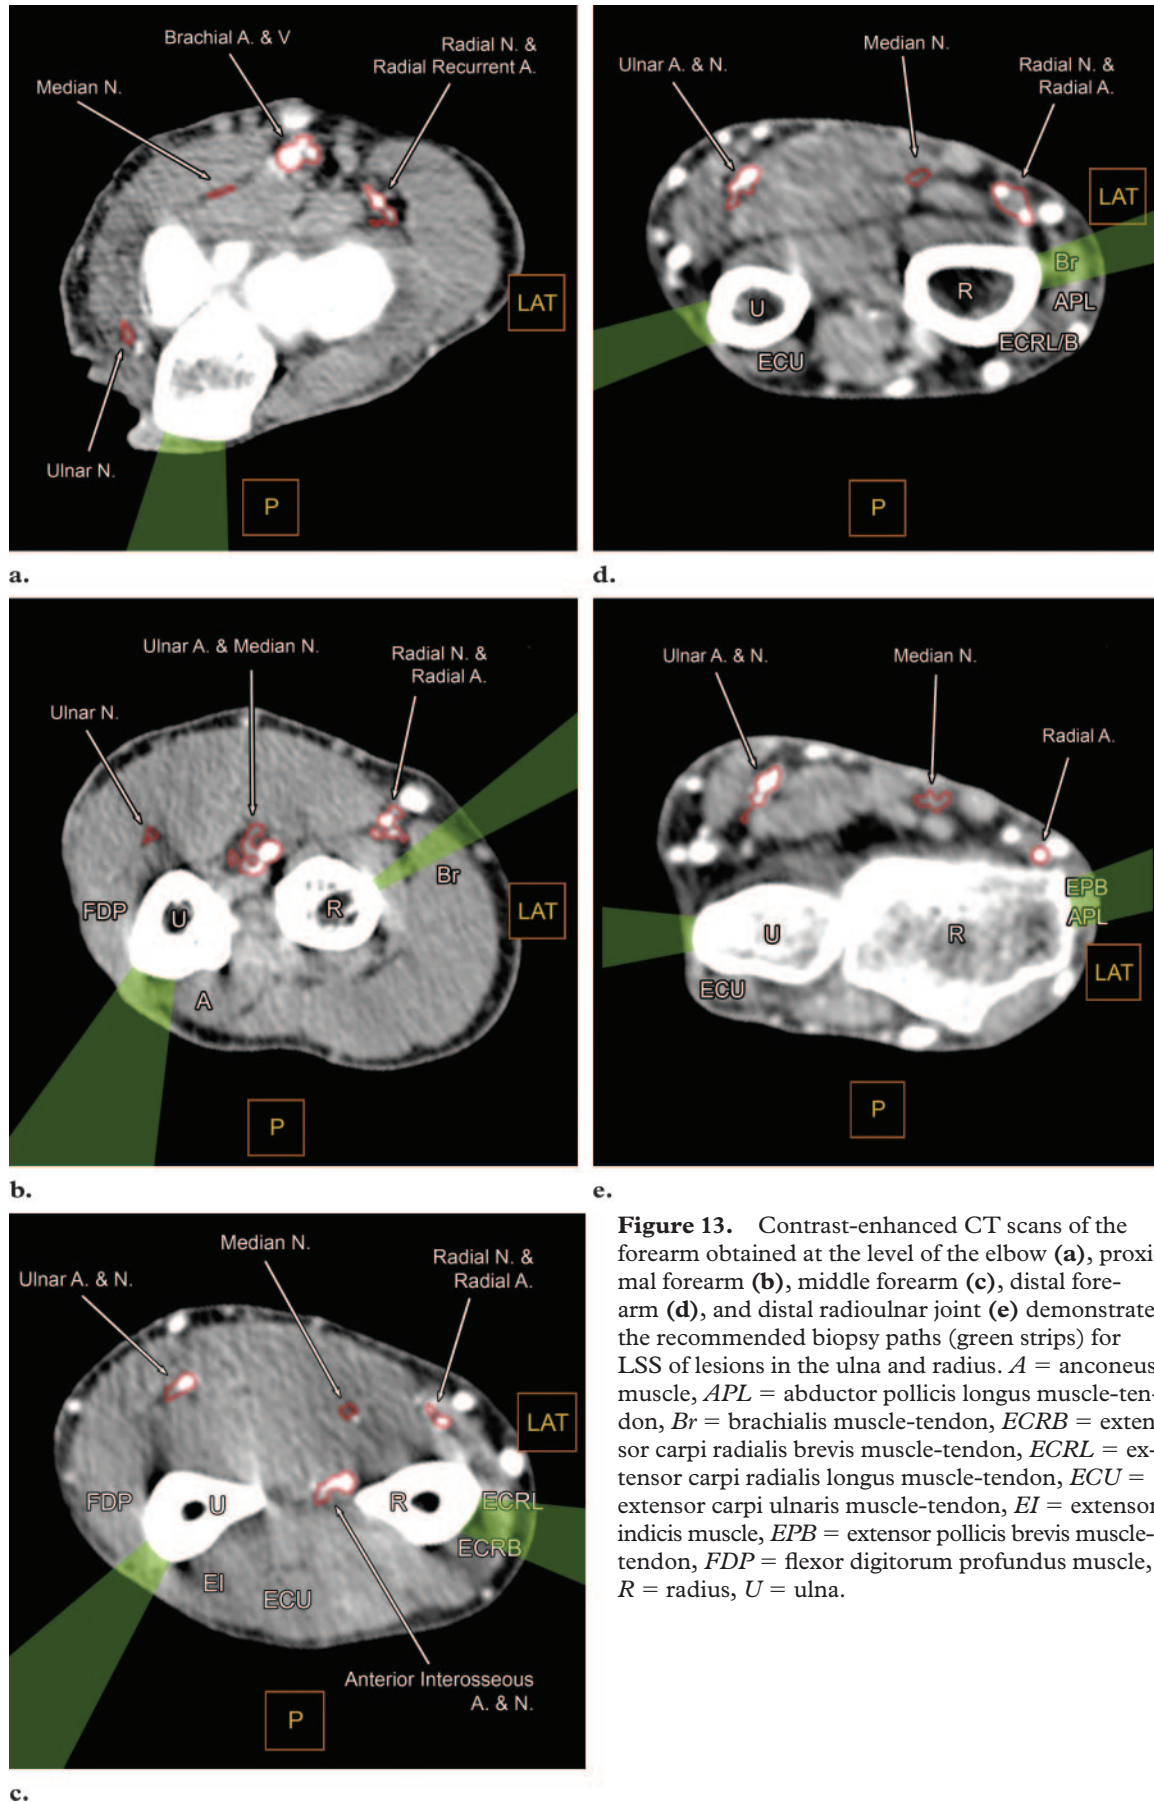 Brachial A. & V
Radial N. &
Radial Recurrent A.
Median N.
LAT
Ulnar N.
P
a.
Median N.
Ulnar A. & N.
Radial N. &
Radial A.
LAT
Br
R
APL
U
ECRL/B
ECU
P
d.
Ulnar A. & Median N.
Radial N. &
Radial A.
Ulnar N.
Br
FDP
U
R
LAT
A
P
b.
Ulnar A. & N.
Median N.
Radial A.
EPB
APL
U
R
LAT
ECU
P
e.
Median N.
Radial N. &
Radial A.
Ulnar A. & N.
LAT
FDP
U
R
ECRL
ECRB
EI
ECU
Anterior Interosseous
A. & N.
P
c.
Figure 13. Contrast-enhanced CT scans of the
forearm obtained at the level of the elbow (a), proxi-
mal forearm (b), middle forearm (c), distal fore-
arm (d), and distal radioulnar joint (e) demonstrate
the recommended biopsy paths (green strips) for
LSS of lesions in the ulna and radius. A = anconeus
muscle, APL = abductor pollicis longus muscle-ten-
don, Br = brachialis muscle-tendon, ECRB = exten-
sor carpi radialis brevis muscle-tendon, ECRL = ex-
tensor carpi radialis longus muscle-tendon, ECU =
extensor carpi ulnaris muscle-tendon, EI = extensor
indicis muscle, EPB = extensor pollicis brevis muscle-
tendon, FDP = flexor digitorum profundus muscle,
R = radius, U = ulna.